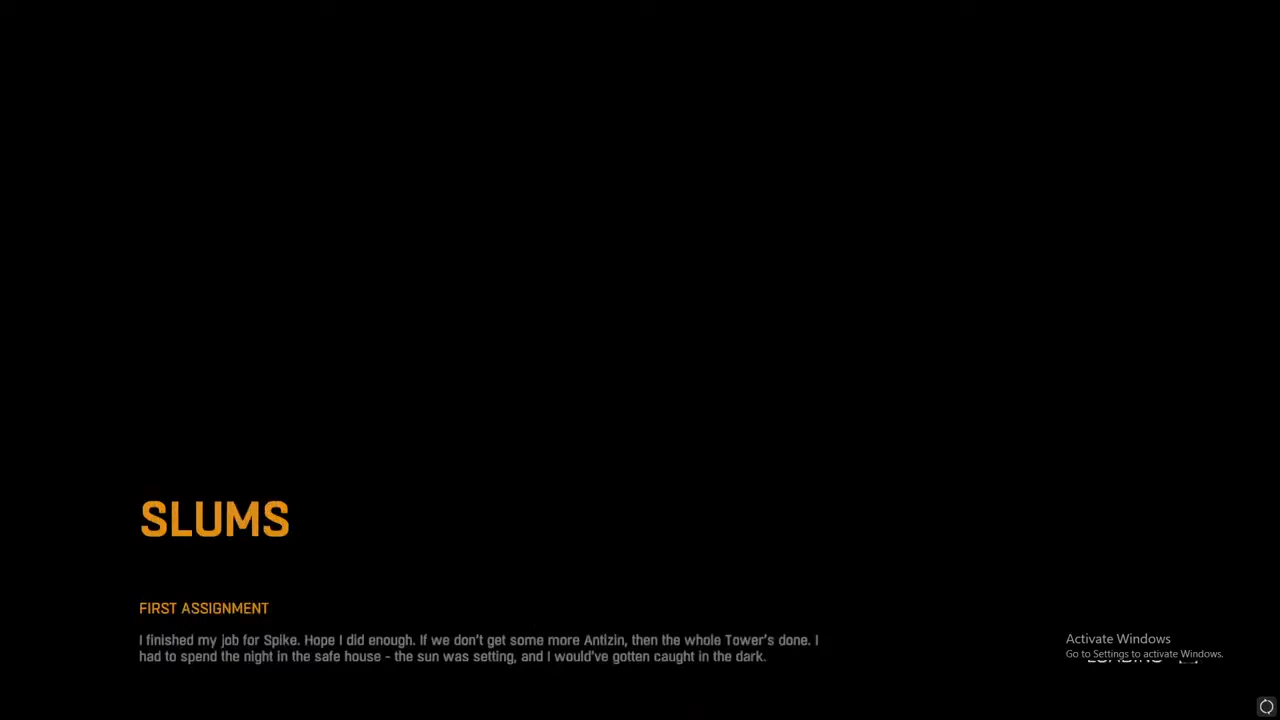 SLUMS
FIRST ASSIGNMENT
I finished my job for Spike. Hope I did enough. If we don't get some more Antizin, then the whole Tower's done. I
had to spend the night in the safe house - the sun was setting, and I would've gotten caught in the dark.
Activate Windows
Go to Settings to activate Windows.